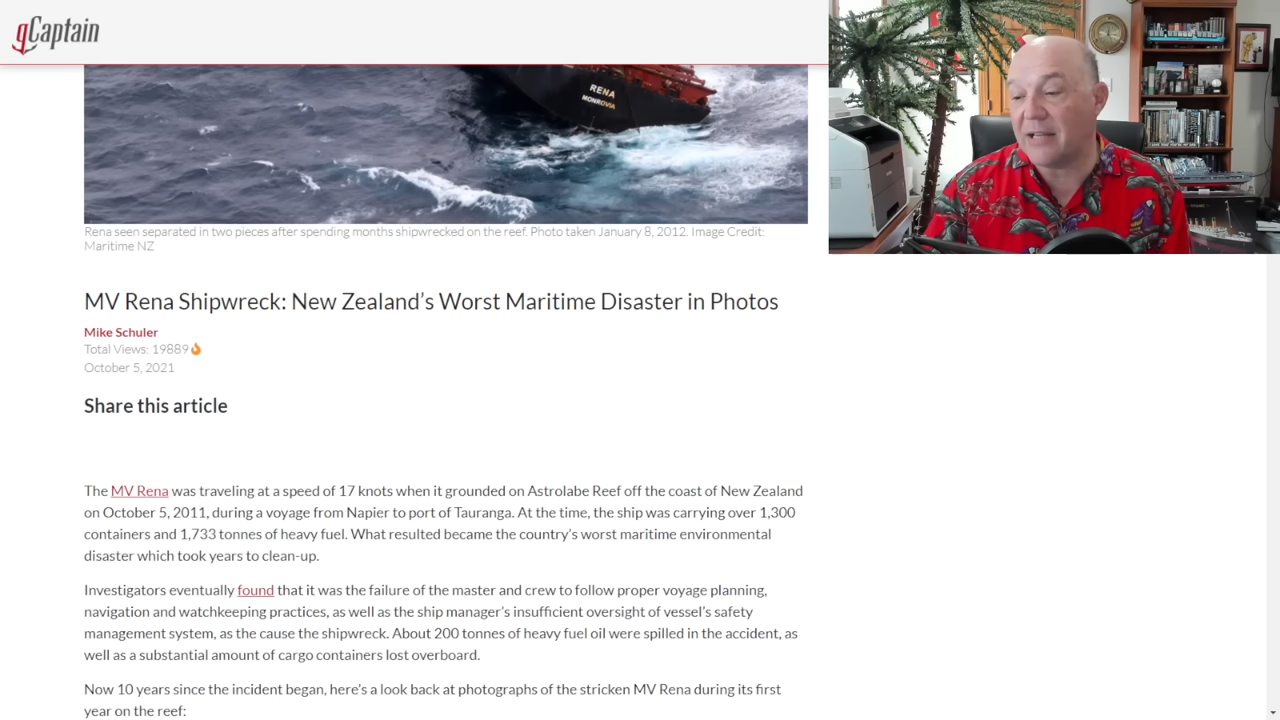 gCaptain
RENA
MONROVIA
Rena seen separated in two pieces after spending months shipwrecked on the reef. Photo taken January 8, 2012. Image Credit:
Maritime NZ
MV Rena Shipwreck: New Zealand's Worst Maritime Disaster in Photos
Mike Schuler
Total Views: 19889
October 5, 2021
Share this article
The MV Rena was traveling at a speed of 17 knots when it grounded on Astrolabe Reef off the coast of New Zealand
on October 5, 2011, during a voyage from Napier to port of Tauranga. At the time, the ship was carrying over 1,300
containers and 1,733 tonnes of heavy fuel. What resulted became the country's worst maritime environmental
disaster which took years to clean-up.
Investigators eventually found that it was the failure of the master and crew to follow proper voyage planning,
navigation and watchkeeping practices, as well as the ship manager's insufficient oversight of vessel's safety
management system, as the cause the shipwreck. About 200 tonnes of heavy fuel oil were spilled in the accident, as
well as a substantial amount of cargo containers lost overboard.
Now 10 years since the incident began, here's a look back at photographs of the stricken MV Rena during its first
year on the reef: